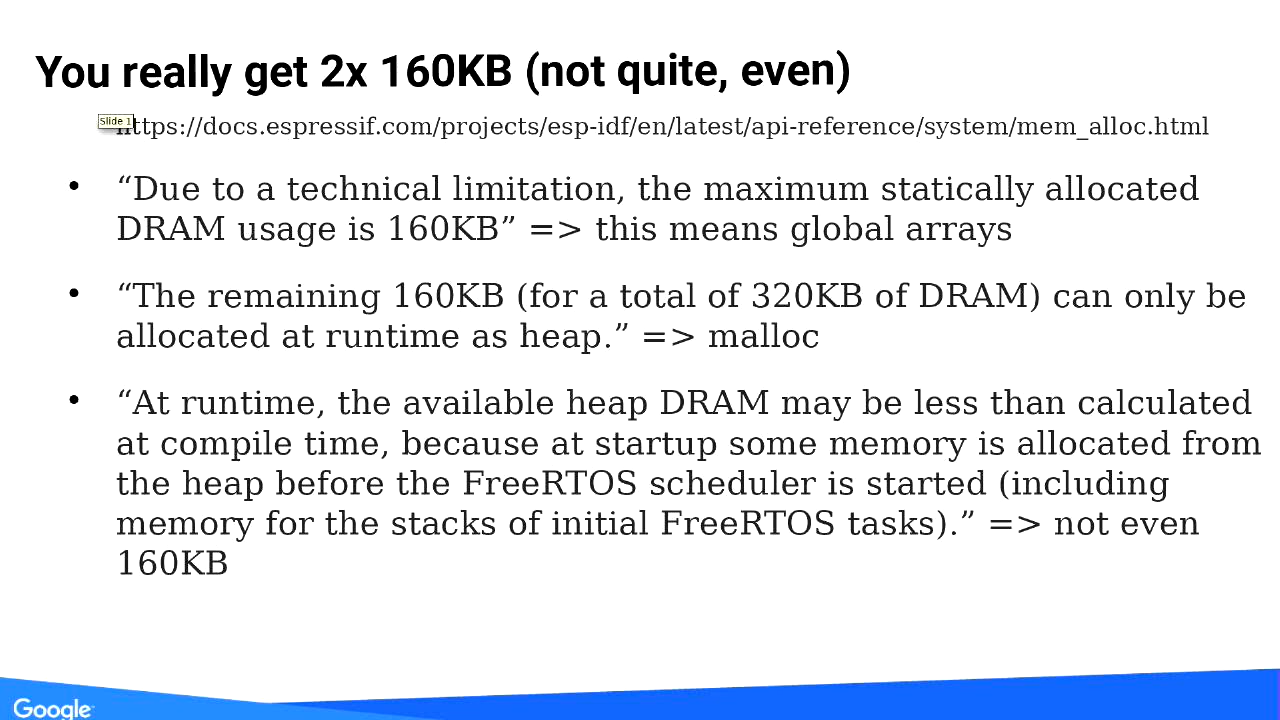 You really get 2x 160KB (not quite, even)
Slide 1
https://docs.espressif.com/projects/esp-idf/en/latest/api-reference/system/mem_alloc.html
• “Due to a technical limitation, the maximum statically allocated
DRAM usage is 160KB” => this means global arrays
• “The remaining 160KB (for a total of 320KB of DRAM) can only be
allocated at runtime as heap.” => malloc
• “At runtime, the available heap DRAM may be less than calculated
at compile time, because at startup some memory is allocated from
the heap before the FreeRTOS scheduler is started (including
memory for the stacks of initial FreeRTOS tasks).” => not even
160KB
Google